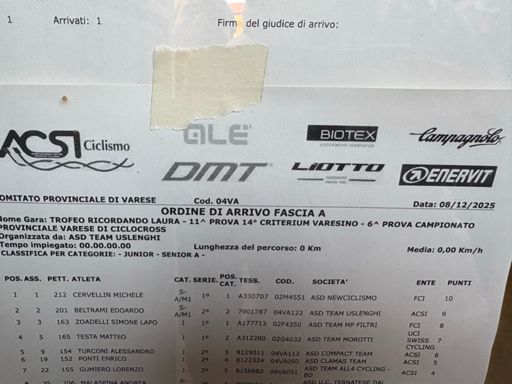 1 Arrivati: 1 Firma del giudice di arrivo:
ACSI Ciclismo ALÉ BIOTEX Campagnolo
DMT LIOTTO ENERVIT
OMITATO PROVINCIALE DI VARESE Cod. 04VA Data: 08/12/2025
ORDINE DI ARRIVO FASCIA A
Nome Gara: TROFEO RICORDANDO LAURA - 11^ PROVA 14° CRITERIUM VARESINO - 6^ PROVA CAMPIONATO
PROVINCIALE VARESE DI CICLOCROSS
Organizzata da: ASD TEAM USLENGHI
Tempo impiegato: 00.00.00.00 Lunghezza del percorso: 0 Km Media: 0,00 Km/h
CLASSIFICA PER CATEGORIE: - JUNIOR - SENIOR A -
POS. ASS. PETT. ATLETA CAT. SERIE. POS. CAT. TESS. COD. SOCIETA' ENTE PUNTI
1 1 212 CERVELLIN MICHELE S-A/M1 1° 1 A330707 02M4551 ASD NEWCICLISMO FCI 10
2 2 201 BELTRAMI EDOARDO S-A/M1 2° 2 7901787 04VA122 ASD TEAM USLENGHI ACSI 9
3 3 163 ZOADELLI SIMONE LAPO J 1° 1 A177713 02F4350 ASD TEAM MP FILTRI FCI 8
4 5 165 TESTA MATTEO J 1° 2 A312280 02G4032 ASD TEAM MOROTTI UCI SWISS CYCLING 7
5 9 154 TURCONI ALESSANDRO 2° 3 8129011 04VA112 ASD COMPACT TEAM ACSI 6
6 19 152 PONTI ENRICO 2° 4 8122324 04VA050 ASD CLAMAS TEAM ACSI 5
7 22 155 GUMIERO LORENZO 2° 5 8156682 04VA051 ASD TEAM ALL4 CYCLING - BD ACSI 4
MALASPINA ANDREA U.C. TERNATESE